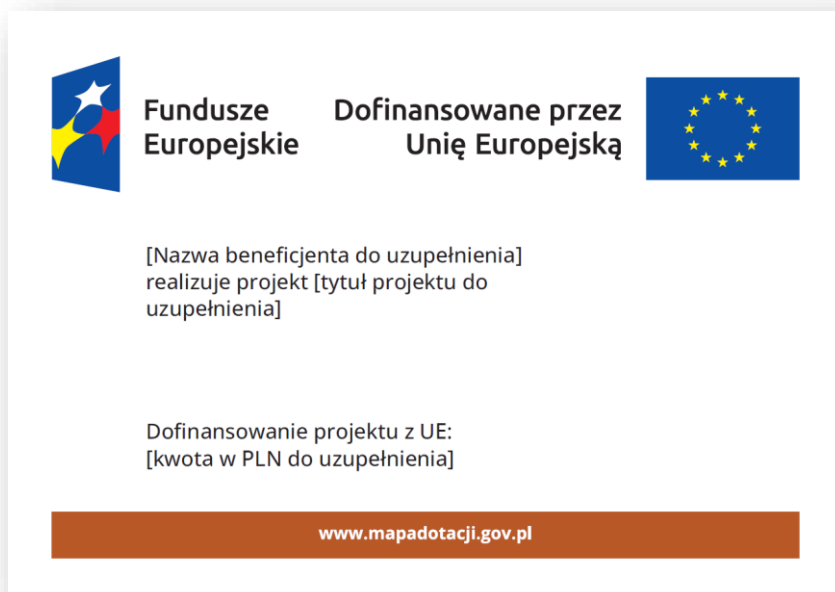 Fundusze
Europejskie
Dofinansowane przez
Unię Europejską
[Nazwa beneficjenta do uzupełnienia]
realizuje projekt [tytuł projektu do
uzupełnienia]
Dofinansowanie projektu z UE:
[kwota w PLN do uzupełnienia]
www.mapadotacji.gov.pl